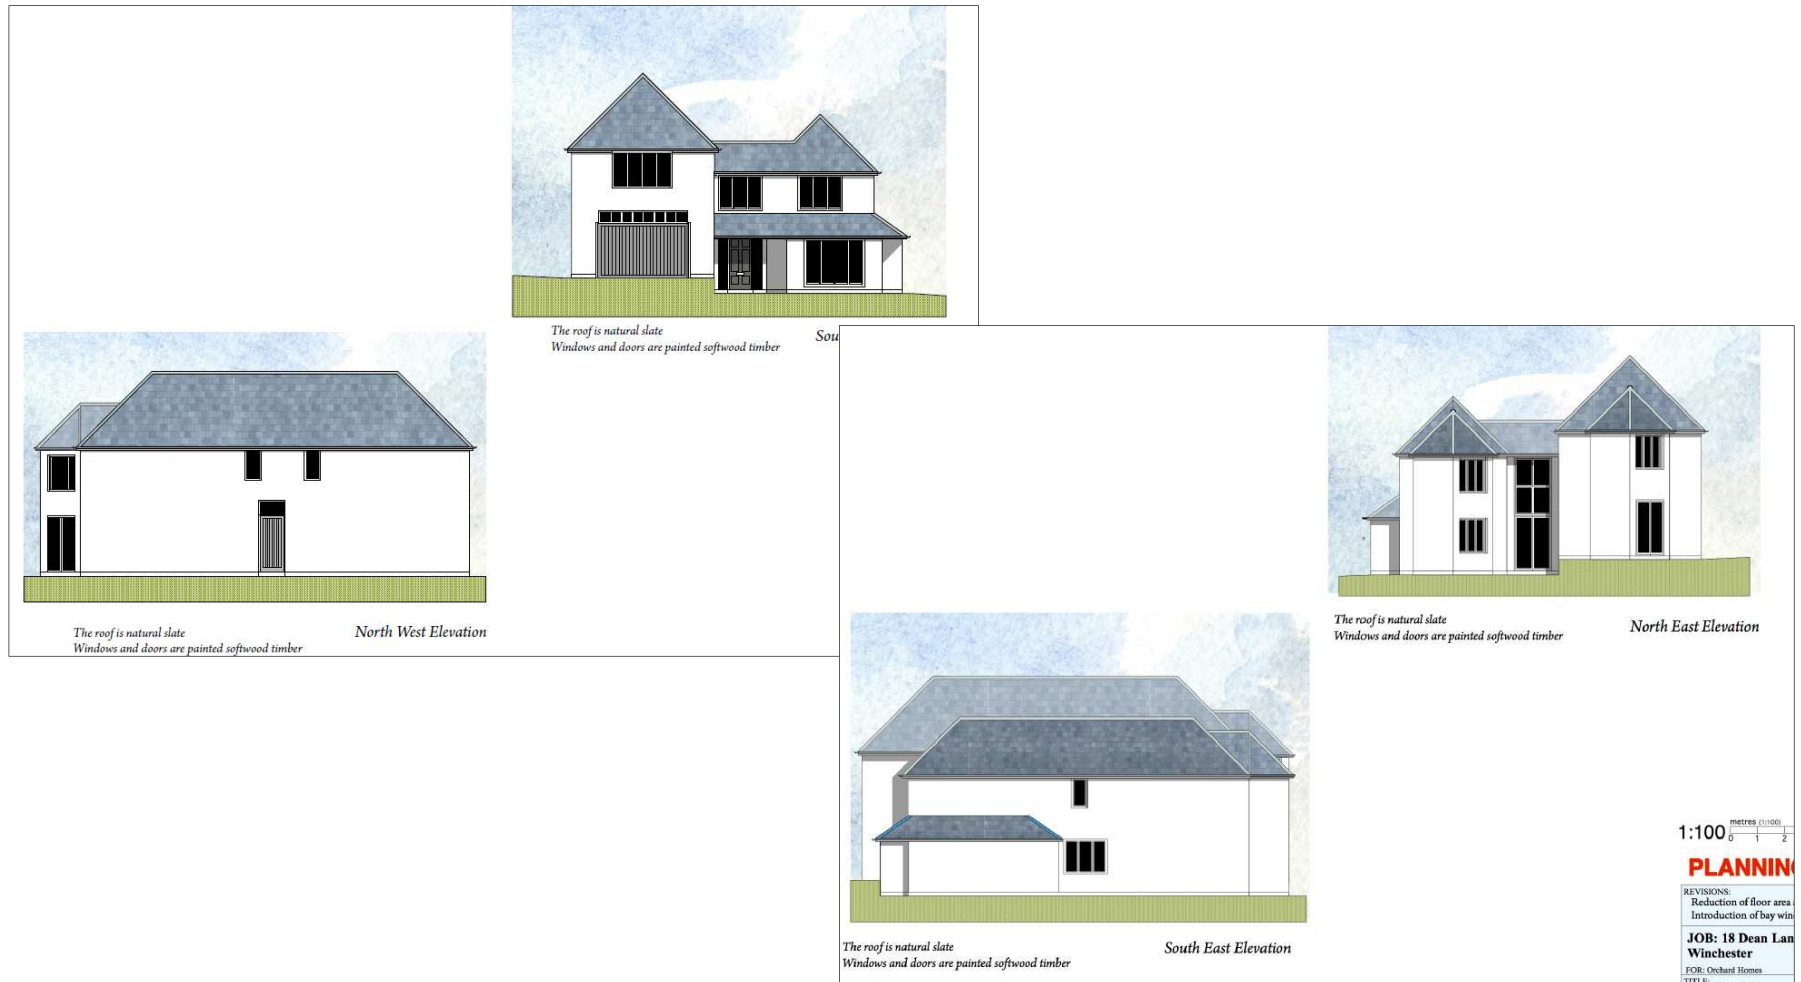 The roof is natural slate
Windows and doors are painted softwood timber
Sou
The roof is natural slate
Windows and doors are painted softwood timber
North West Elevation
The roof is natural slate
Windows and doors are painted softwood timber
North East Elevation
The roof is natural slate
Windows and doors are painted softwood timber
South East Elevation
1:100
metres (1:100)
0 1 2
PLANNING
REVISIONS:
Reduction of floor area
Introduction of bay win
JOB: 18 Dean Lan
Winchester
FOR: Orchard Homes
TITLE: